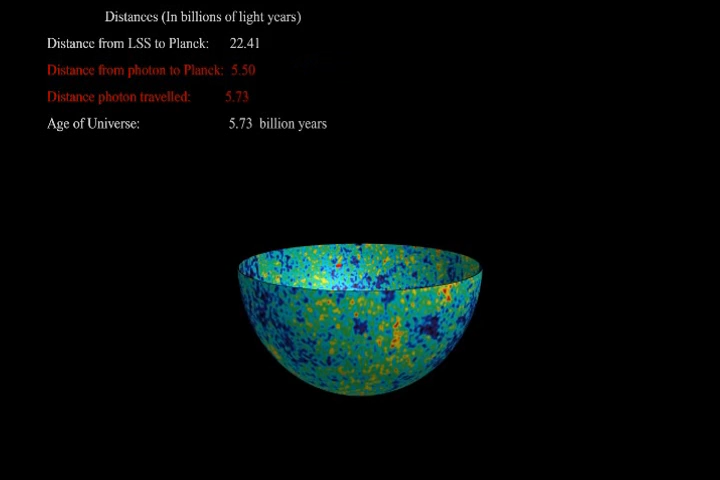 Distances (In billions of light years)
Distance from LSS to Planck: 22.41
Distance from photon to Planck: 5.50
Distance photon travelled: 5.73
Age of Universe: 5.73 billion years